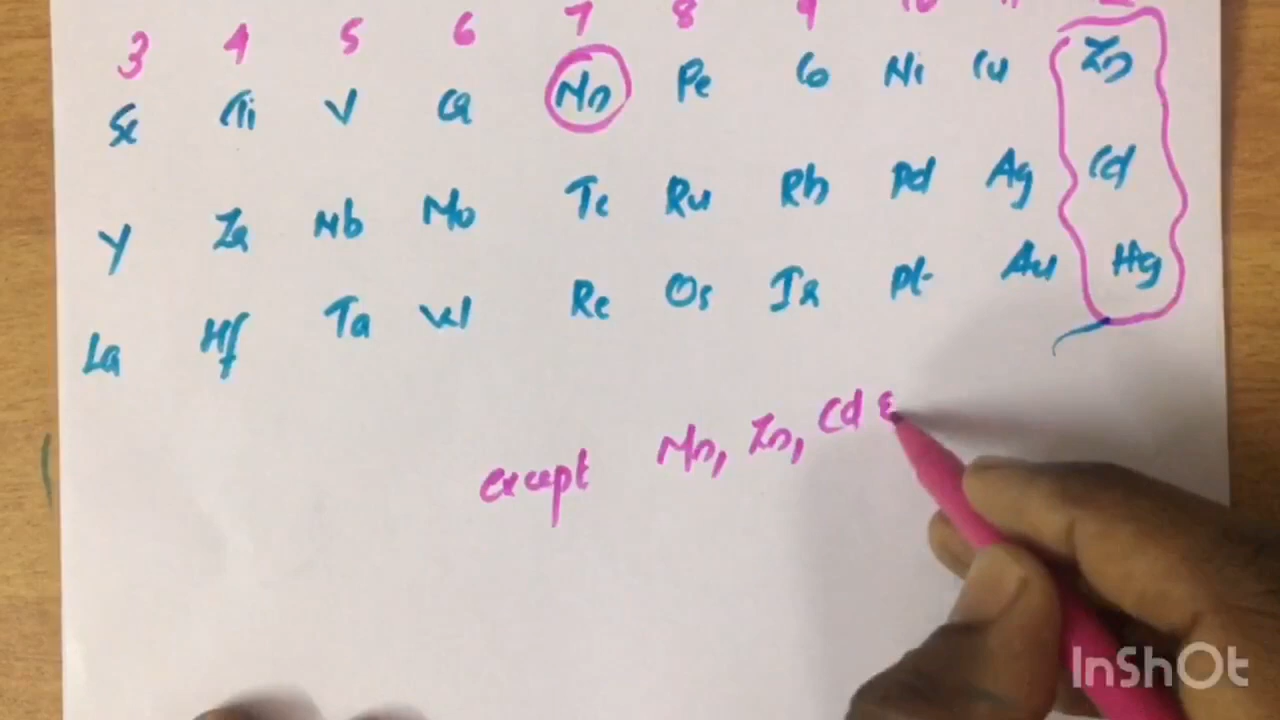 3 4 5 6 7 8 9
Sc Ti V Cr Mn Fe Co Ni Cu Zn
Y Zr Nb Mo Tc Ru Rh Pd Ag Cd
La Hf Ta W Re Os Ir Pt Au Hg
except Mn, Zn, Cd &
InShOt